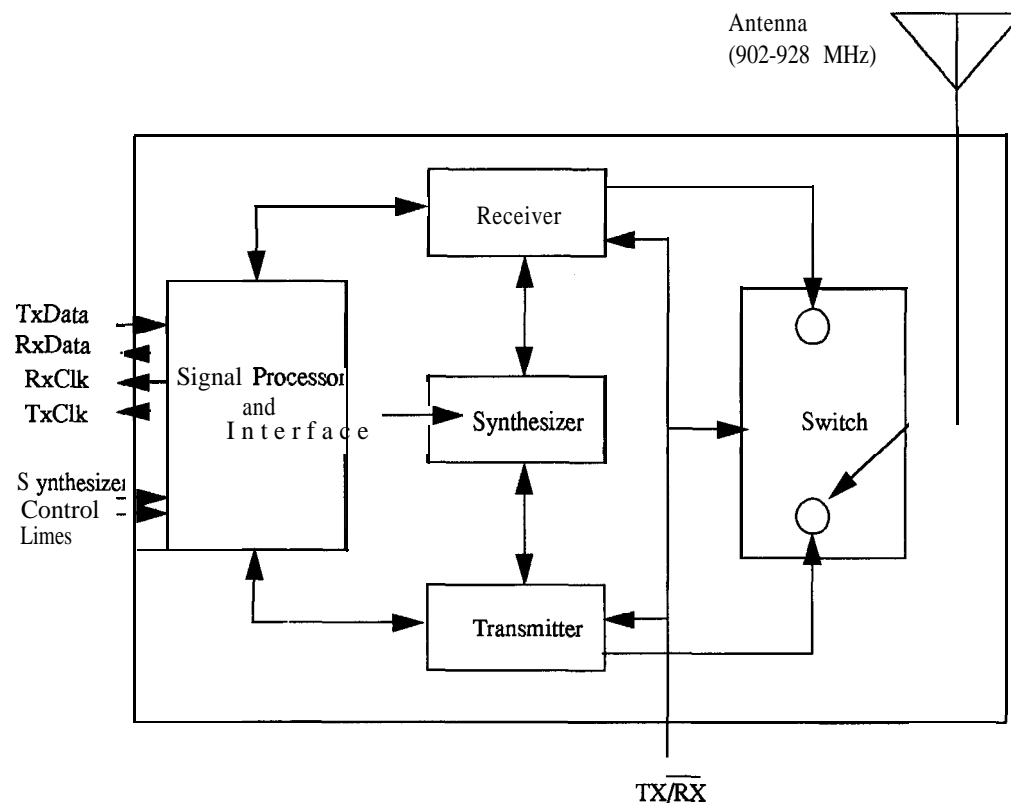 Antenna
(902-928 MHz)
Receiver
TxData
RxData
RxClk
TxClk
Signal Processor
and
Interface
Synthesizer
Switch
Synthesizer
Control
Limes
Transmitter
TX/R̅X̅